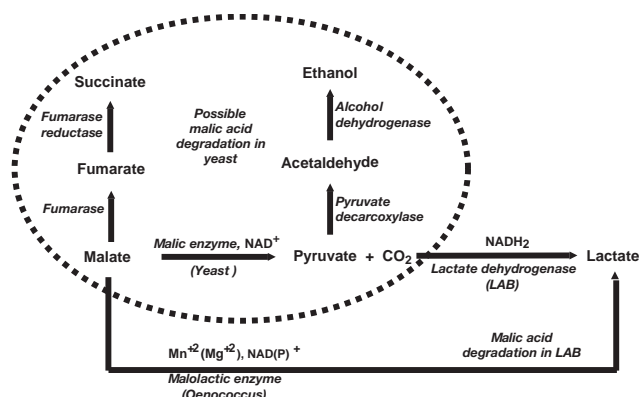 Succinate
Fumarase
reductase
Fumarate
Fumarase
Malate
Possible
malic acid
degradation in
yeast
Ethanol
Alcohol
dehydrogenase
Acetaldehyde
Pyruvate
decarcoxylase
Malic enzyme, NAD⁺
(Yeast )
Pyruvate + CO₂
NADH2
Lactate dehydrogenase
(LAB)
Lactate
Malic acid
degradation in LAB
Mn⁺² (Mg⁺²), NAD(P) ⁺
Malolactic enzyme
(Oenococcus)